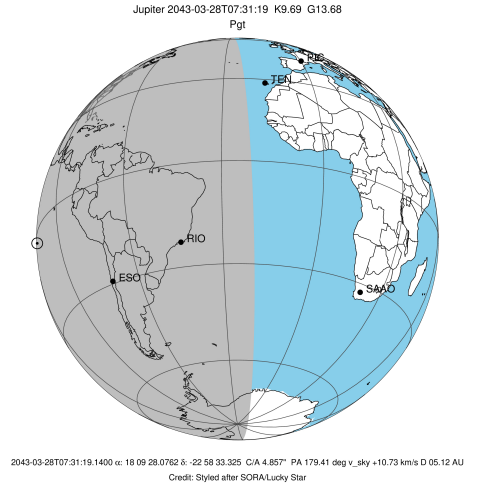 Jupiter 2043-03-28T07:31:19 K9.69 G13.68
Pgt
PIC
TEN
RIO
ESO
SAAO
2043-03-28T07:31:19.1400 α: 18 09 28.0762 δ: -22 58 33.325 C/A 4.857" PA 179.41 deg v_sky +10.73 km/s D 05.12 AU
Credit: Styled after SORA/Lucky Star